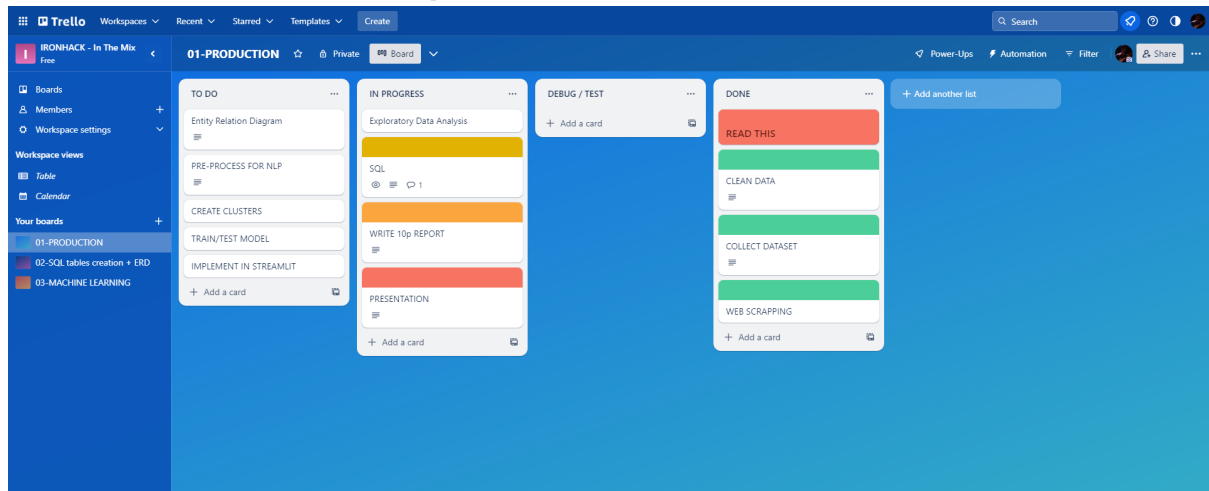 Trello Workspaces Recent Starred Templates Create Search
I IRONHACK - In The Mix
Free
01-PRODUCTION Private Board Power-Ups Automation Filter Share
Boards
Members
Workspace settings
Workspace views
Table
Calendar
Your boards
01-PRODUCTION
02-SQL tables creation + ERD
03-MACHINE LEARNING
TO DO
Entity Relation Diagram
PRE-PROCESS FOR NLP
CREATE CLUSTERS
TRAIN/TEST MODEL
IMPLEMENT IN STREAMLIT
+ Add a card
IN PROGRESS
Exploratory Data Analysis
SQL
1
WRITE 10p REPORT
PRESENTATION
+ Add a card
DEBUG / TEST
+ Add a card
DONE
READ THIS
CLEAN DATA
COLLECT DATASET
WEB SCRAPPING
+ Add a card
+ Add another list